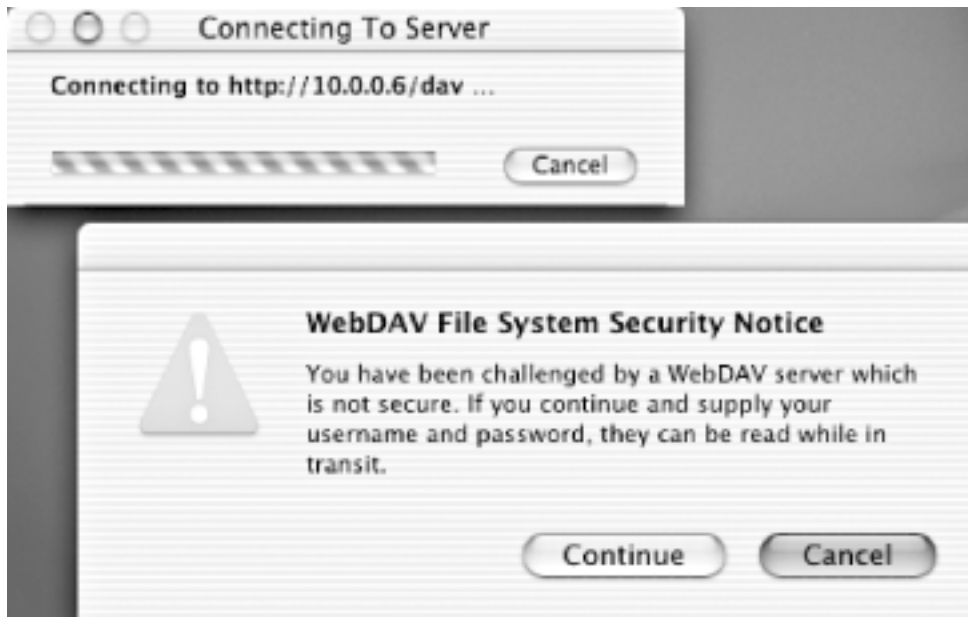 Connecting To Server
Connecting to http://10.0.0.6/dav ...
Cancel
WebDAV File System Security Notice
You have been challenged by a WebDAV server which
is not secure. If you continue and supply your
username and password, they can be read while in
transit.
Continue
Cancel